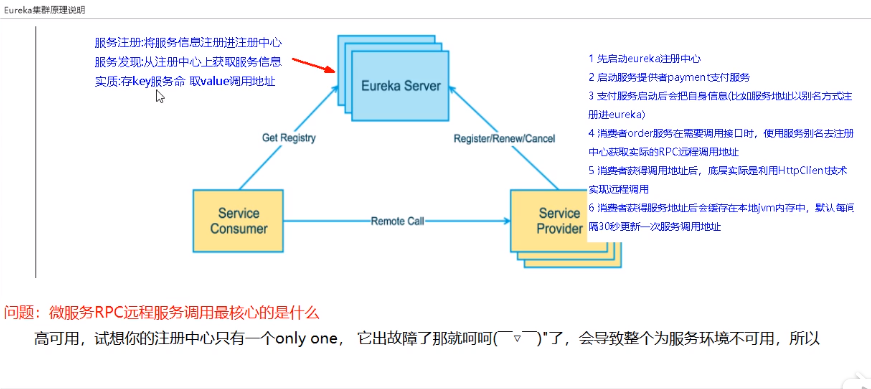 Eureka集群原理说明
服务注册:将服务信息注册进注册中心
服务发现:从注册中心上获取服务信息
实质:存key服务命 取value调用地址
Eureka Server
Get Registry
Register/Renew/Cancel
Service
Consumer
Remote Call
Service
Provider
1 先启动eureka注册中心
2 启动服务提供者payment支付服务
3 支付服务启动后会把自身信息(比如服务地址以别名方式注
册进eureka)
4 消费者order服务在需要调用接口时，使用服务别名去注册
中心获取实际的RPC远程调用地址
5 消费者获得调用地址后，底层实际是利用HttpClient技术
实现远程调用
6 消费者获得服务地址后会缓存在本地jvm内存中，默认每间
隔30秒更新一次服务调用地址
问题：微服务RPC远程服务调用最核心的是什么
高可用，试想你的注册中心只有一个only one， 它出故障了那就呵呵(￣▽￣)"了，会导致整个为服务环境不可用，所以